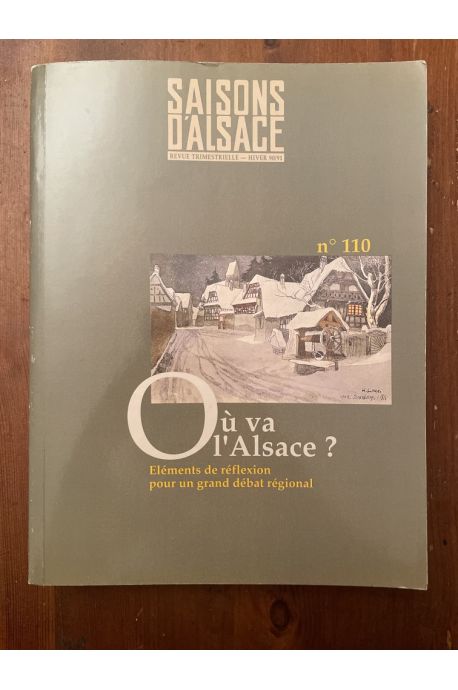 SAISONS
D'ALSACE
REVUE TRIMESTRIELLE — HIVER 90/91
n° 110
Où va
l'Alsace ?
Eléments de réflexion
pour un grand débat régional